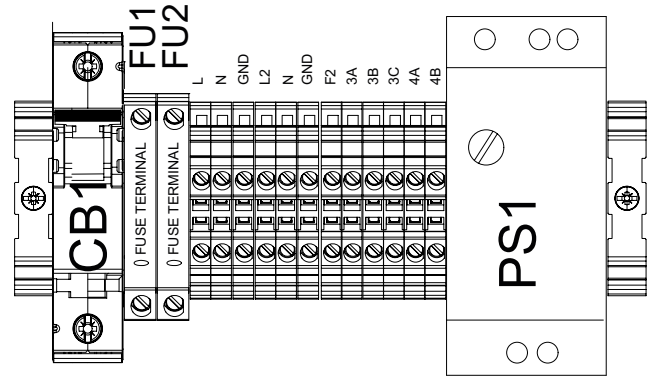 CB1
FU1
FU2
FUSE TERMINAL
FUSE TERMINAL
L
N
GND
L2
N
GND
F2
3A
3B
3C
4A
4B
PS1